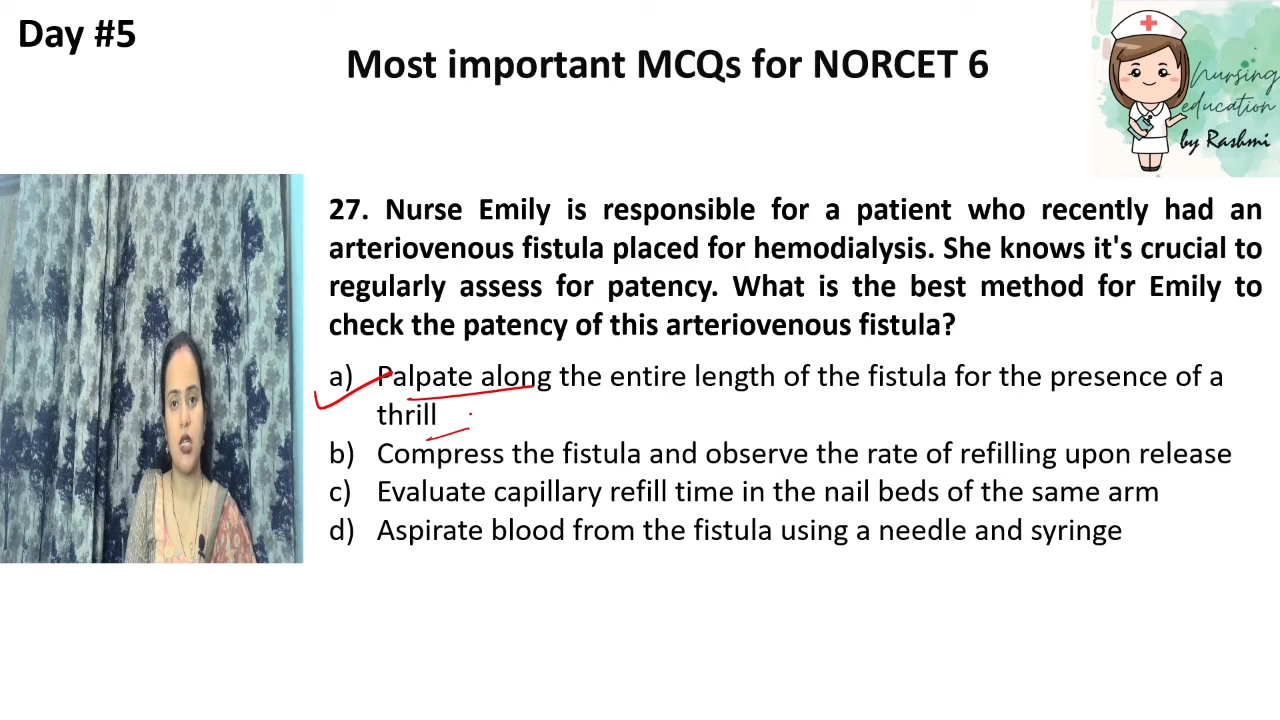 Day #5
Most important MCQs for NORCET 6
Nursing
education
by Rashmi
27. Nurse Emily is responsible for a patient who recently had an
arteriovenous fistula placed for hemodialysis. She knows it's crucial to
regularly assess for patency. What is the best method for Emily to
check the patency of this arteriovenous fistula?
a) Palpate along the entire length of the fistula for the presence of a
thrill
b) Compress the fistula and observe the rate of refilling upon release
c) Evaluate capillary refill time in the nail beds of the same arm
d) Aspirate blood from the fistula using a needle and syringe